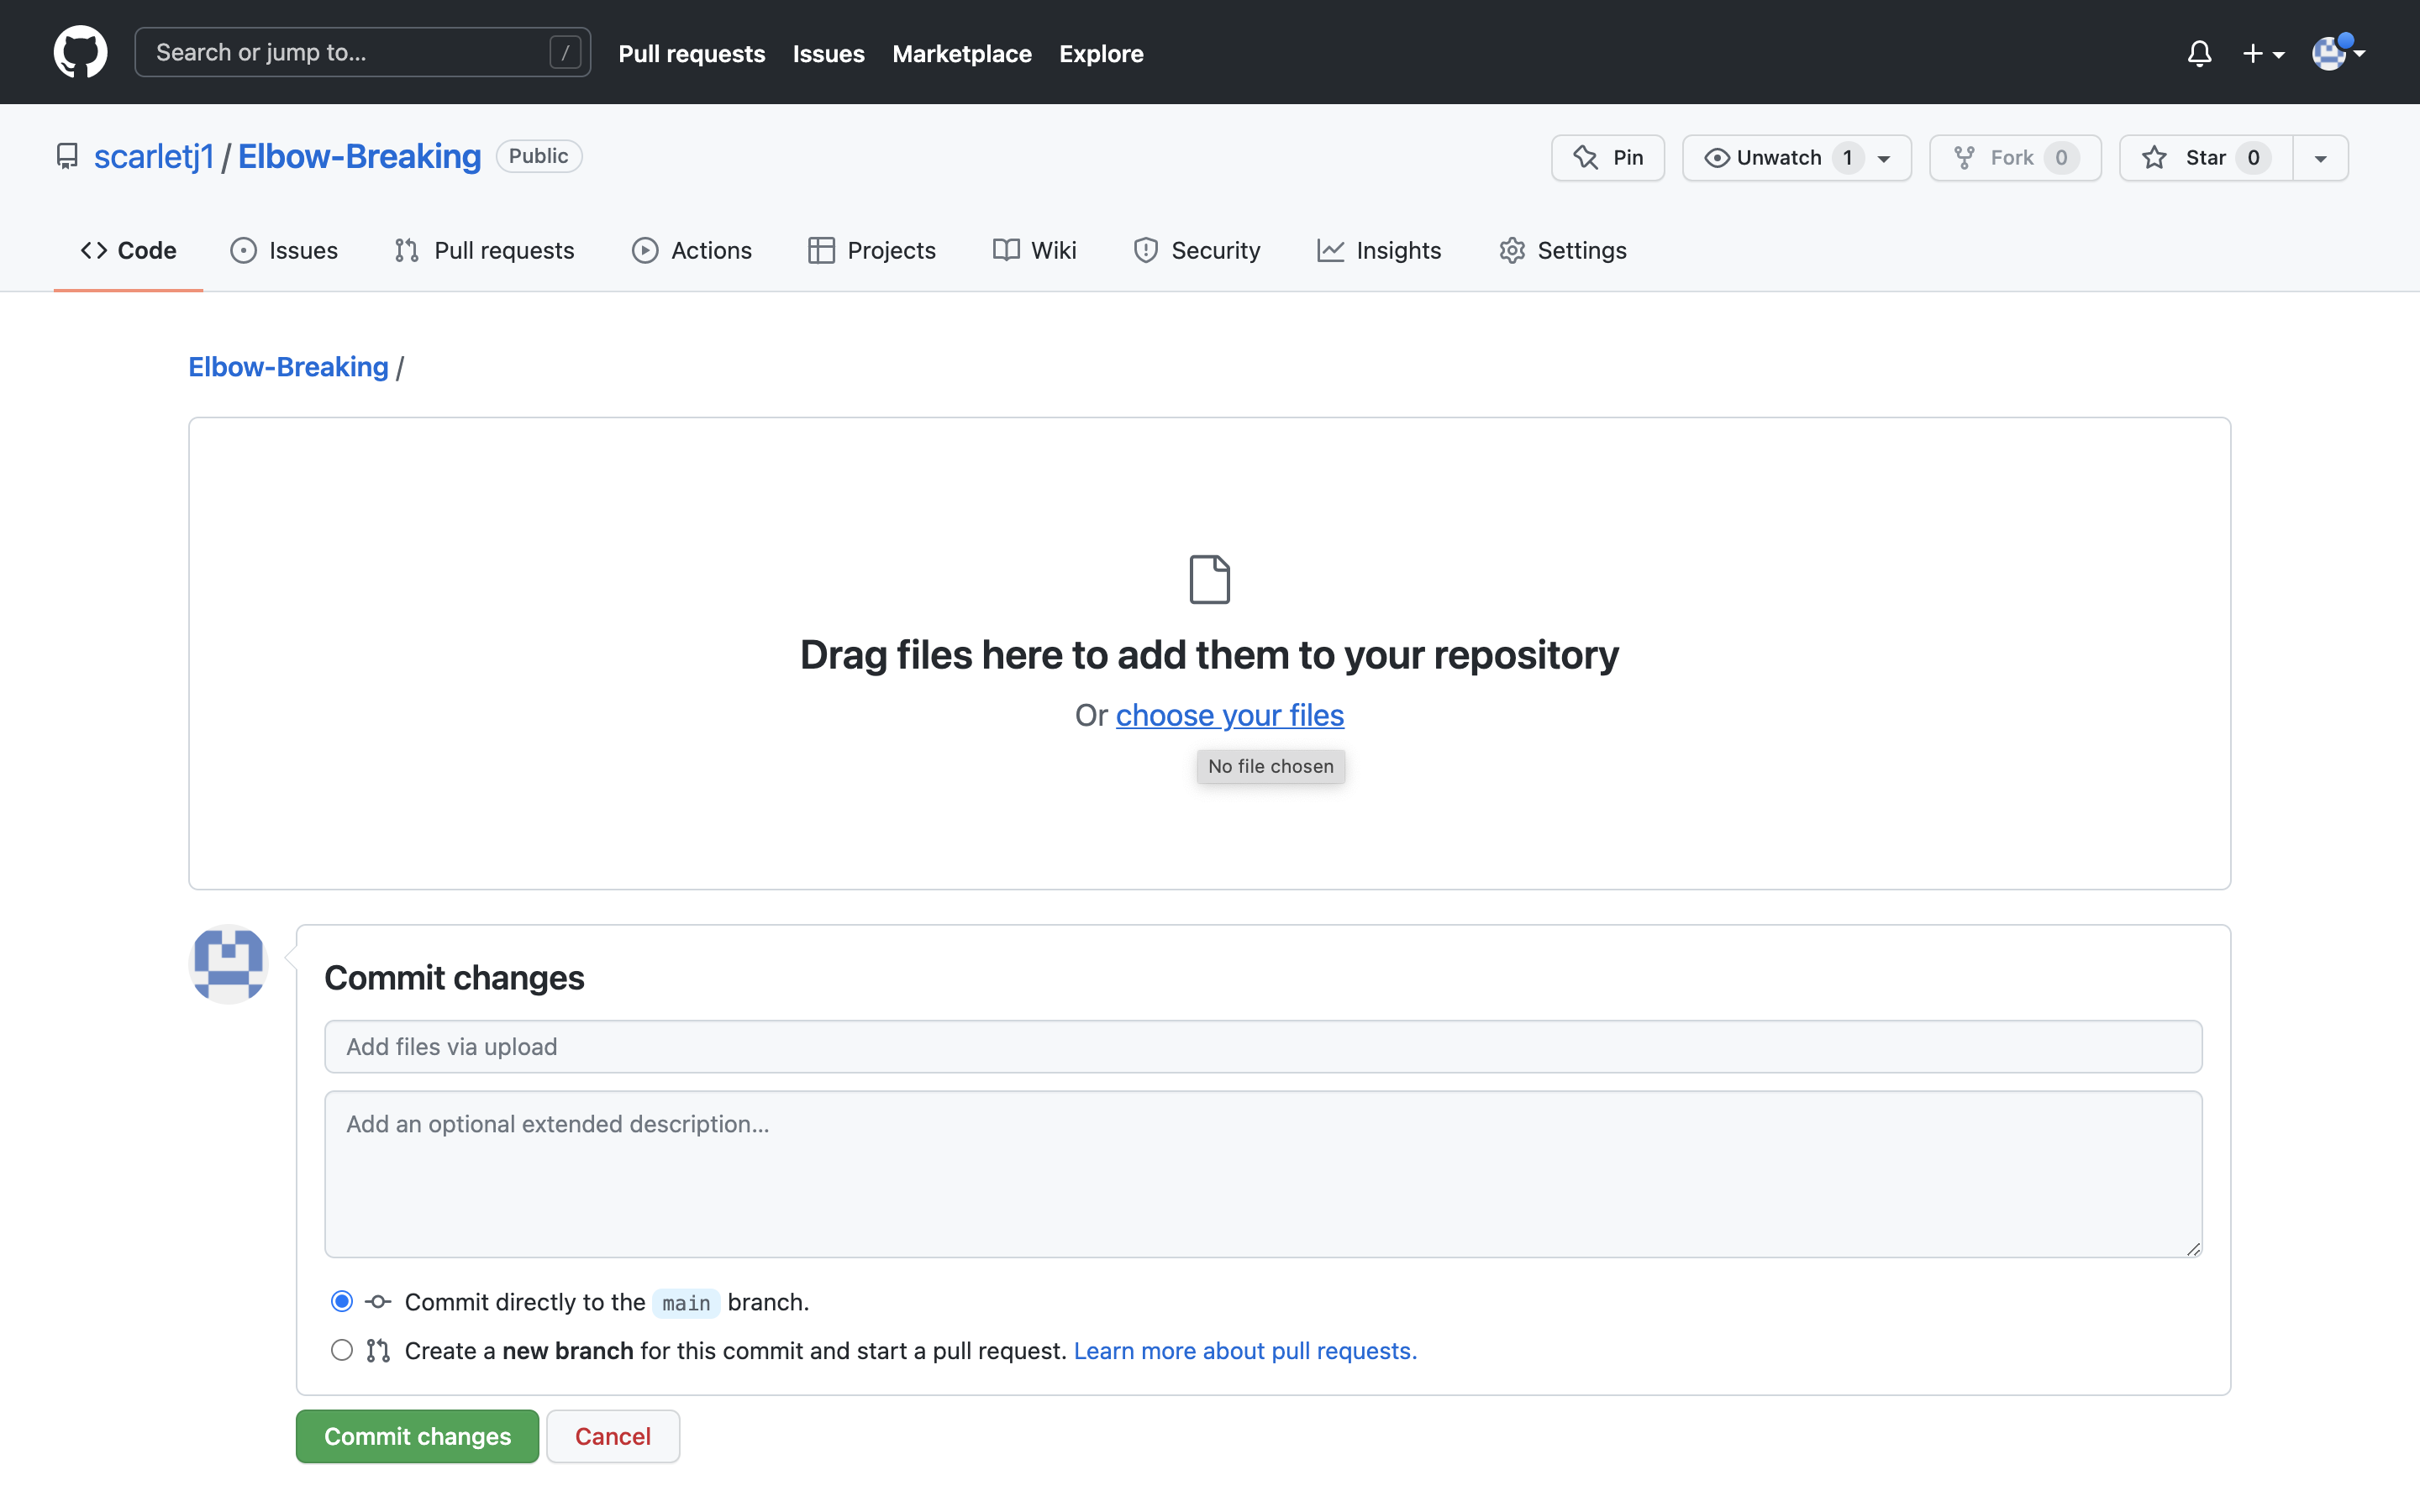 Search or jump to... /
Pull requests Issues Marketplace Explore
scarletj1 / Elbow-Breaking Public
Pin Unwatch 1 Fork 0 Star 0
Code Issues Pull requests Actions Projects Wiki Security Insights Settings
Elbow-Breaking /
Drag files here to add them to your repository
Or choose your files
No file chosen
Commit changes
Add files via upload
Add an optional extended description...
Commit directly to the main branch.
Create a new branch for this commit and start a pull request. Learn more about pull requests.
Commit changes Cancel